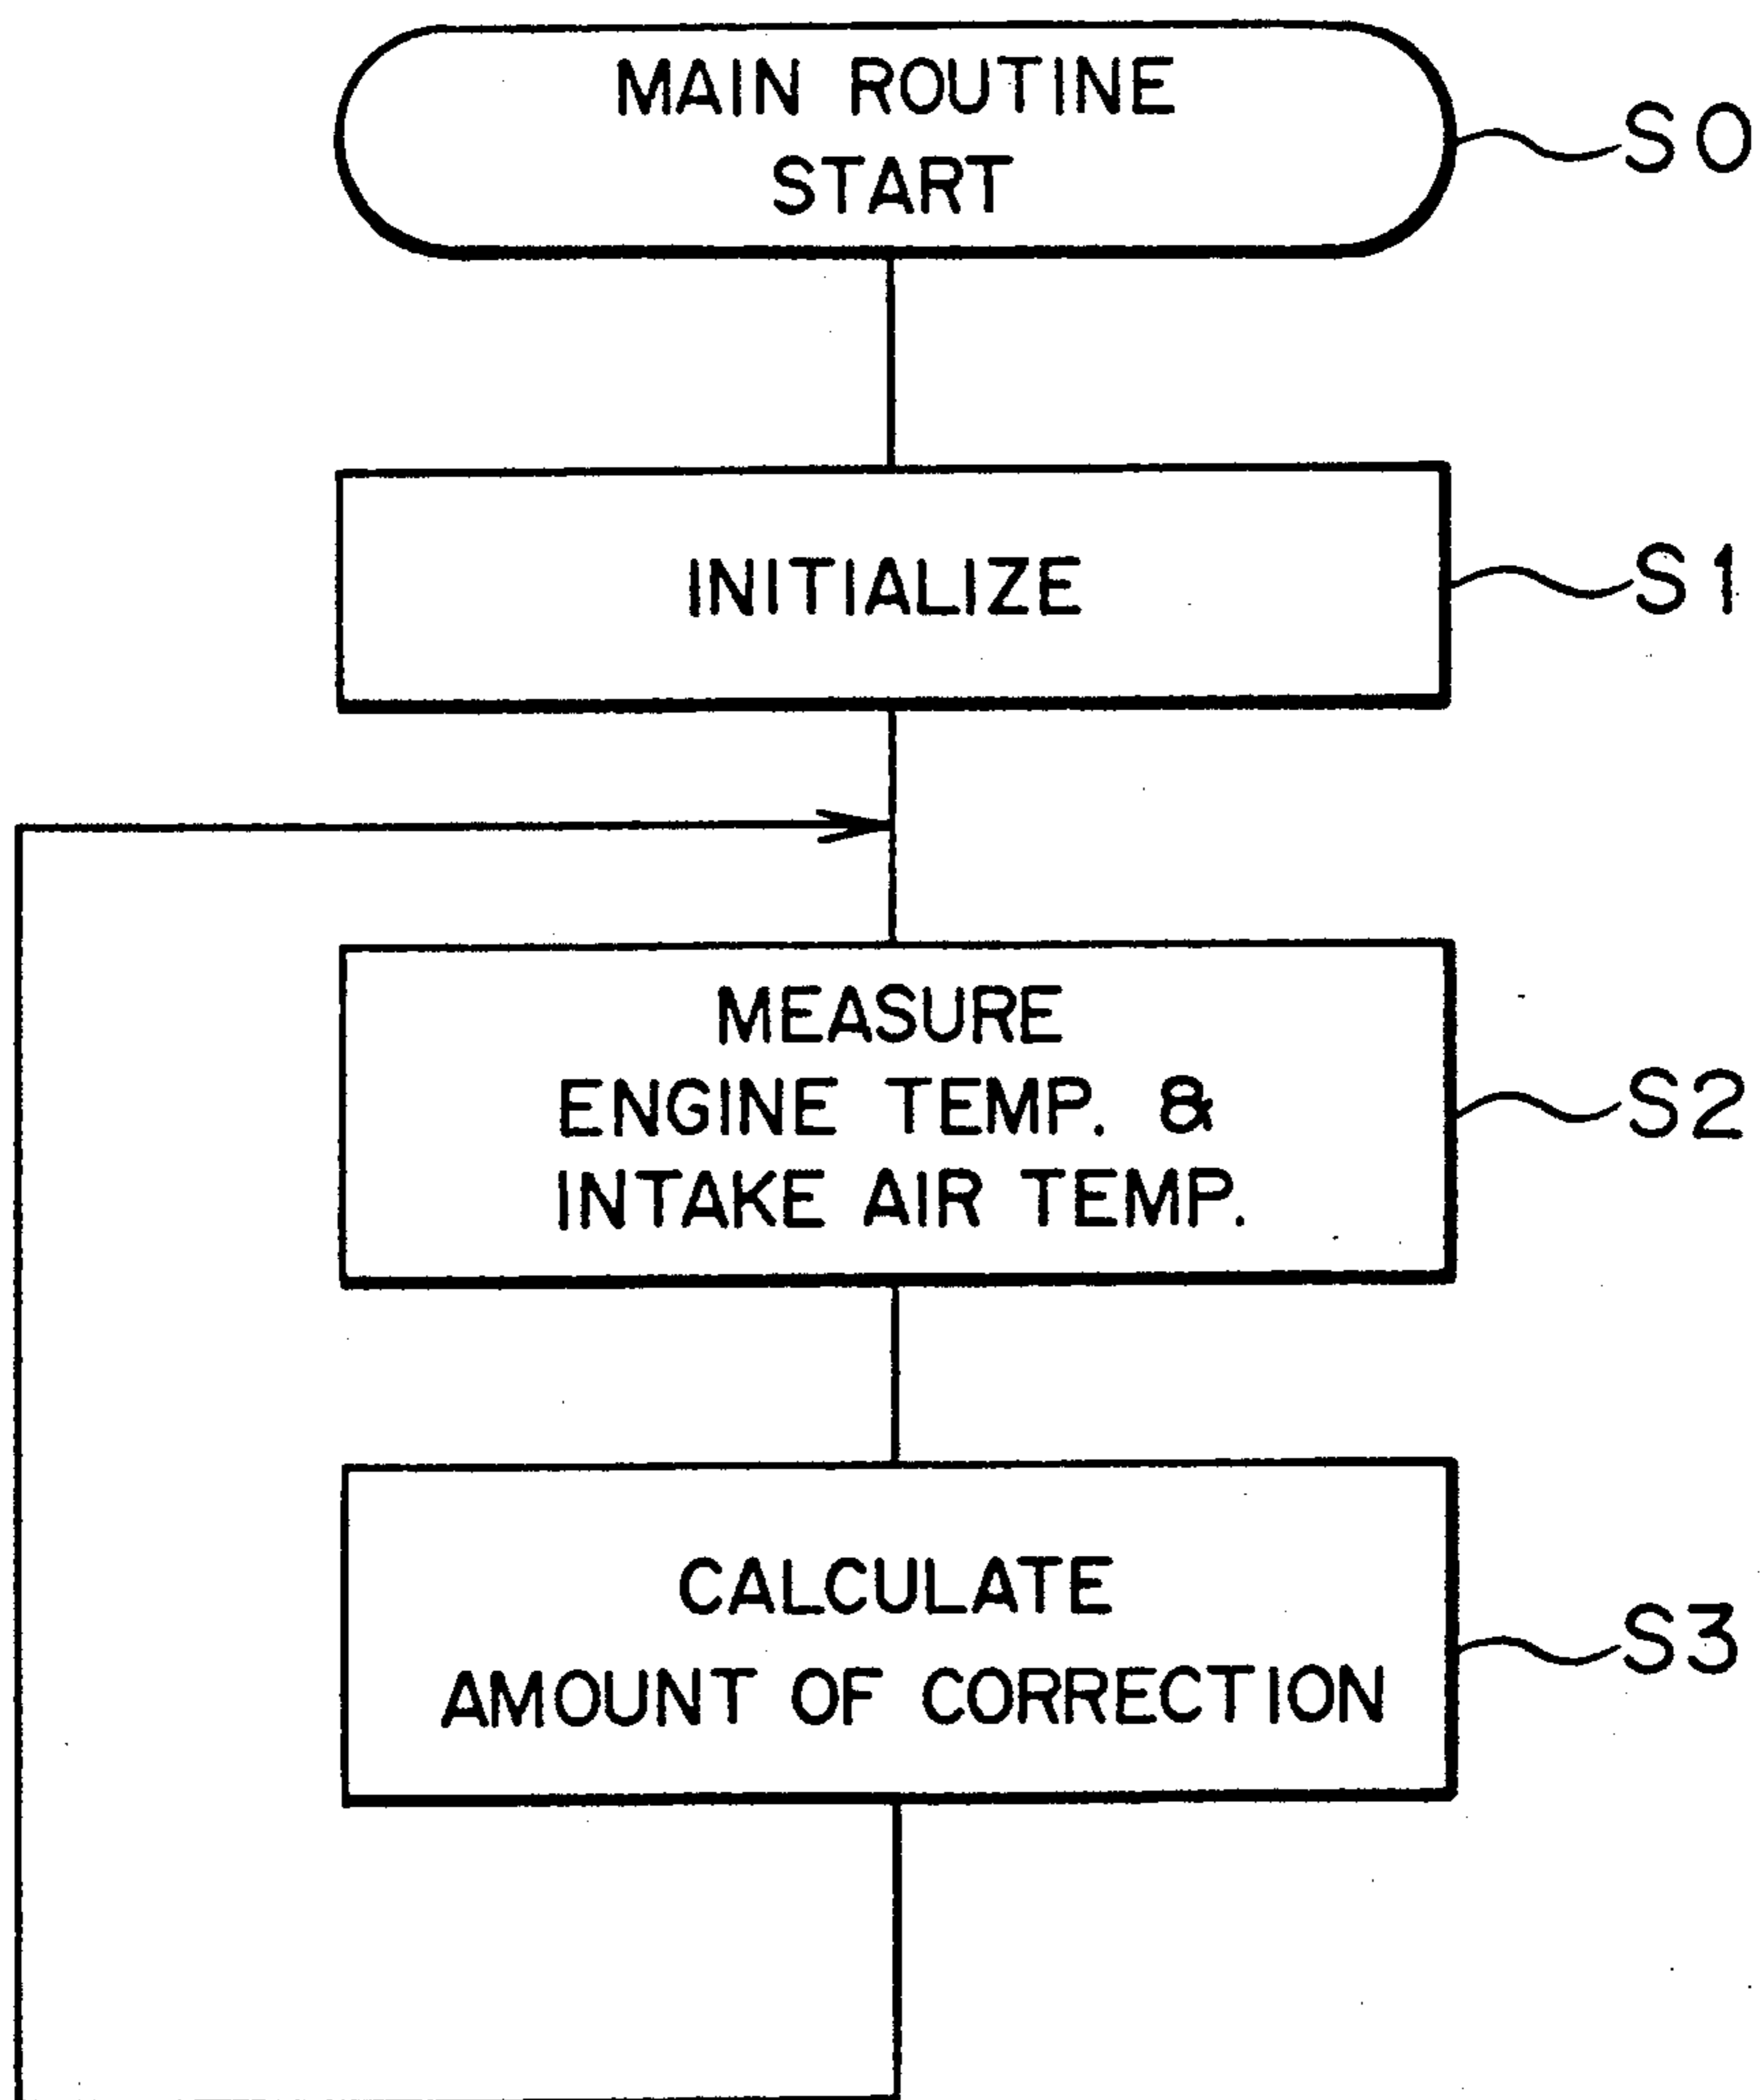 MAIN ROUTINE
START
S0
INITIALIZE
S1
MEASURE
ENGINE TEMP. &
INTAKE AIR TEMP.
S2
CALCULATE
AMOUNT OF CORRECTION
S3